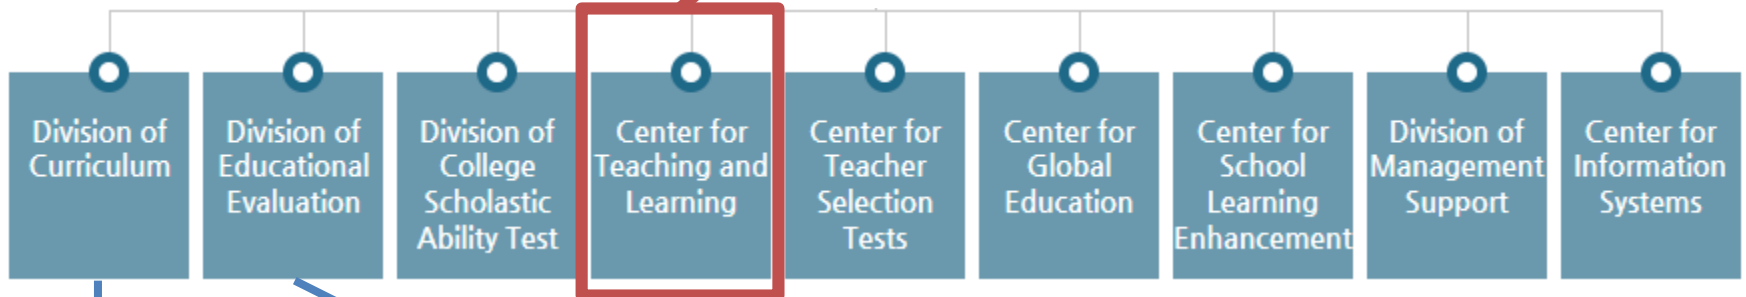 Division of
Curriculum
Division of
Educational
Evaluation
Division of
College
Scholastic
Ability Test
Center for
Teaching and
Learning
Center for
Teacher
Selection
Tests
Center for
Global
Education
Center for
School
Learning
Enhancement
Division of
Management
Support
Center for
Information
Systems